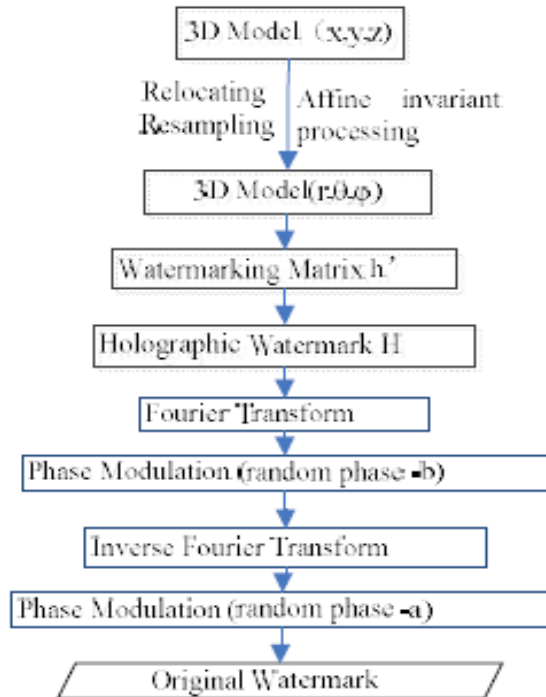 3D Model (x,y,z)
Relocating
Resampling
Affine invariant
processing
3D Model(r,θ,φ)
Watermarking Matrix h'
Holographic Watermark H
Fourier Transform
Phase Modulation (random phase -b)
Inverse Fourier Transform
Phase Modulation (random phase -a)
Original Watermark